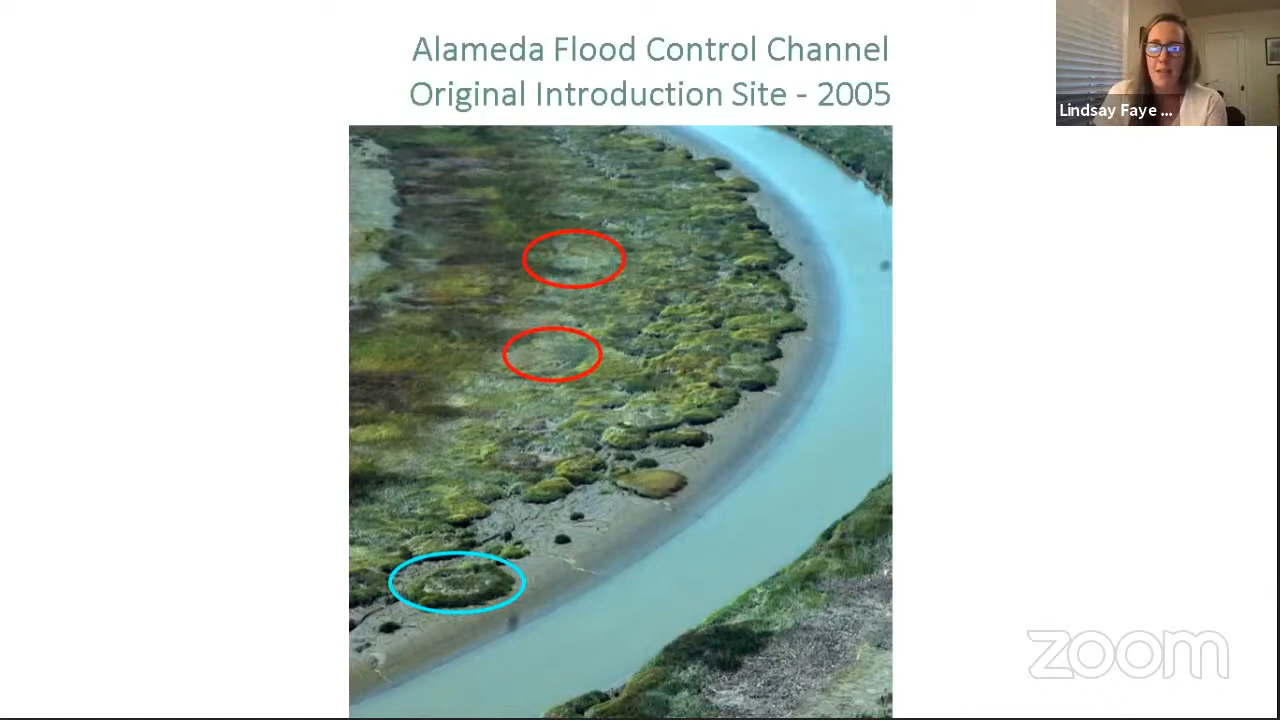 Alameda Flood Control Channel
Original Introduction Site - 2005
Lindsay Faye ...
zoom